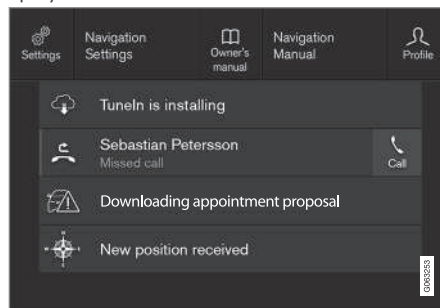 Settings
Navigation
Settings
Owner's
manual
Navigation
Manual
Profile
TuneIn is installing
Sebastian Petersson
Missed call
Call
Downloading appointment proposal
New position received
G063253